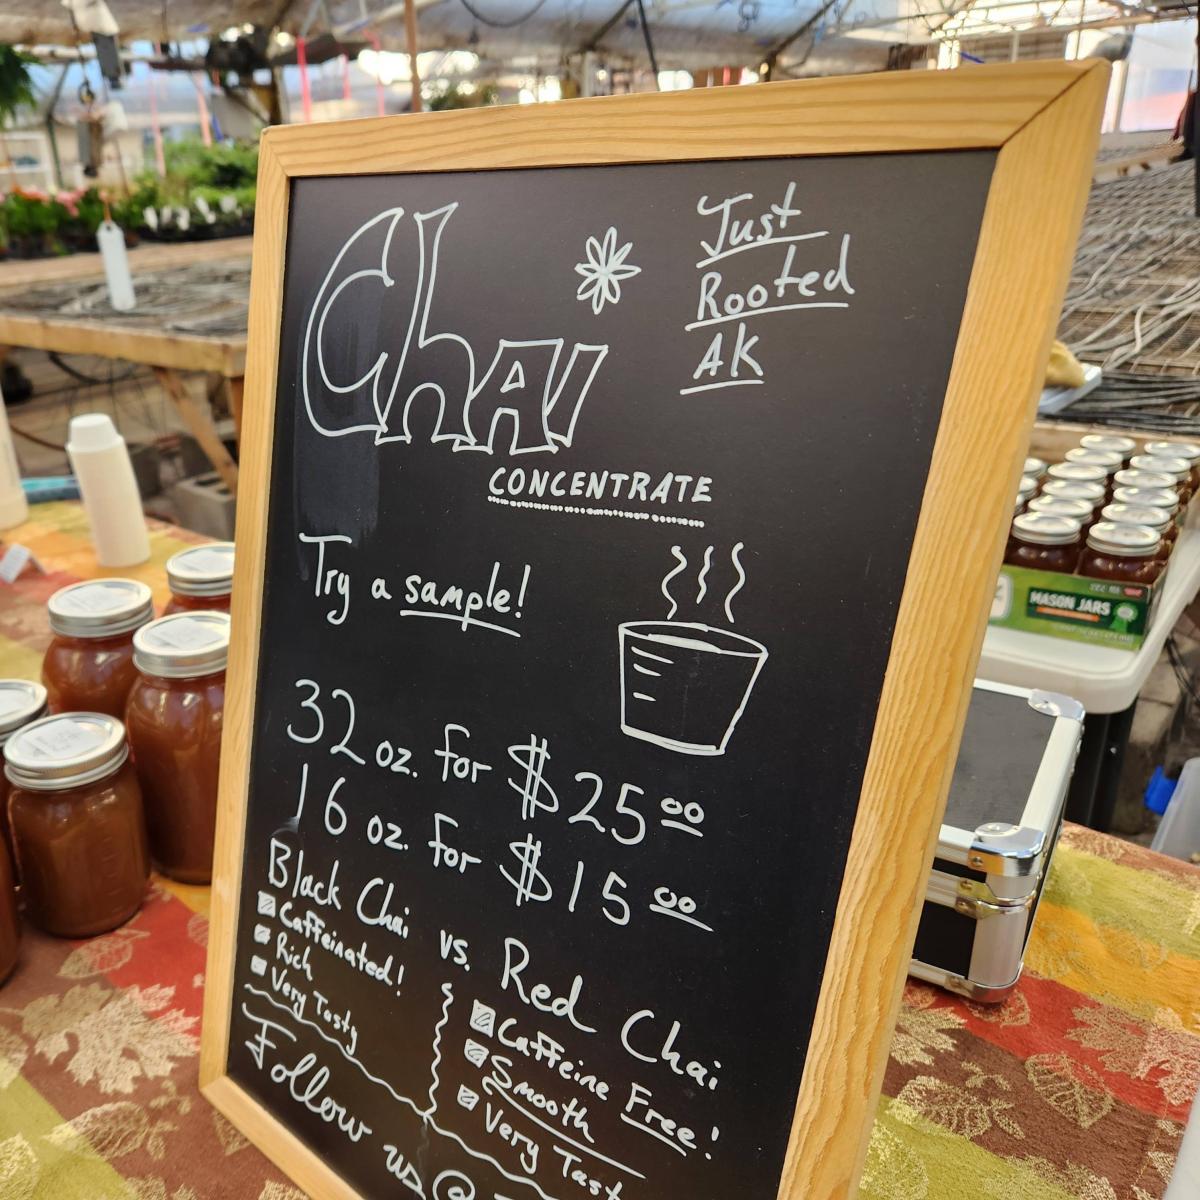 Chai
Just
Rooted
AK
CONCENTRATE
Try a sample!
32 oz. for $25 00
16 oz. for $15 00
Black Chai vs. Red Chai
Caffeinated!
Rich
Very Tasty
Caffeine Free!
Smooth
Very Tast
Follow us @
MASON JARS